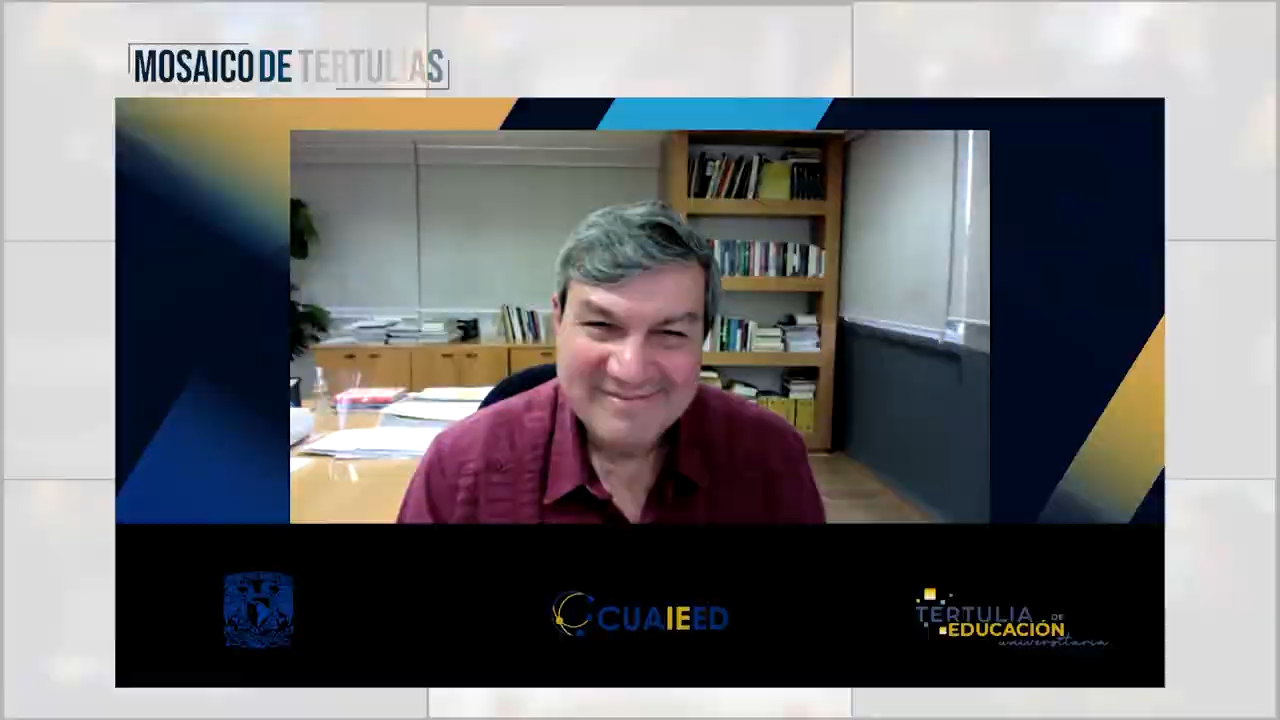 MOSAICO DE TERTULIAS
CUAIEED
TERTULIA DE
EDUCACIÓN
universitaria